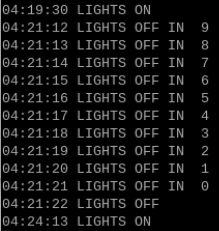 04:19:30 LIGHTS ON
04:21:12 LIGHTS OFF IN  9
04:21:13 LIGHTS OFF IN  8
04:21:14 LIGHTS OFF IN  7
04:21:15 LIGHTS OFF IN  6
04:21:16 LIGHTS OFF IN  5
04:21:17 LIGHTS OFF IN  4
04:21:18 LIGHTS OFF IN  3
04:21:19 LIGHTS OFF IN  2
04:21:20 LIGHTS OFF IN  1
04:21:21 LIGHTS OFF IN  0
04:21:22 LIGHTS OFF
04:24:13 LIGHTS ON